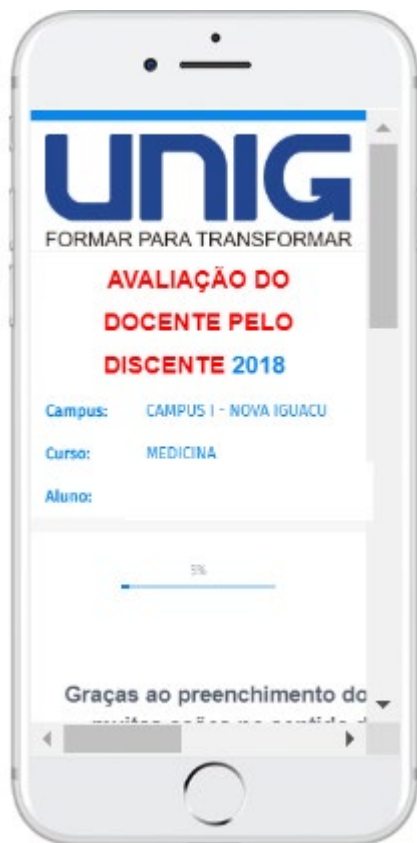 UNIG
FORMAR PARA TRANSFORMAR
AVALIAÇÃO DO
DOCENTE PELO
DISCENTE 2018
Campus: CAMPUS I - NOVA IGUACU
Curso: MEDICINA
Aluno:
5%
Graças ao preenchimento do